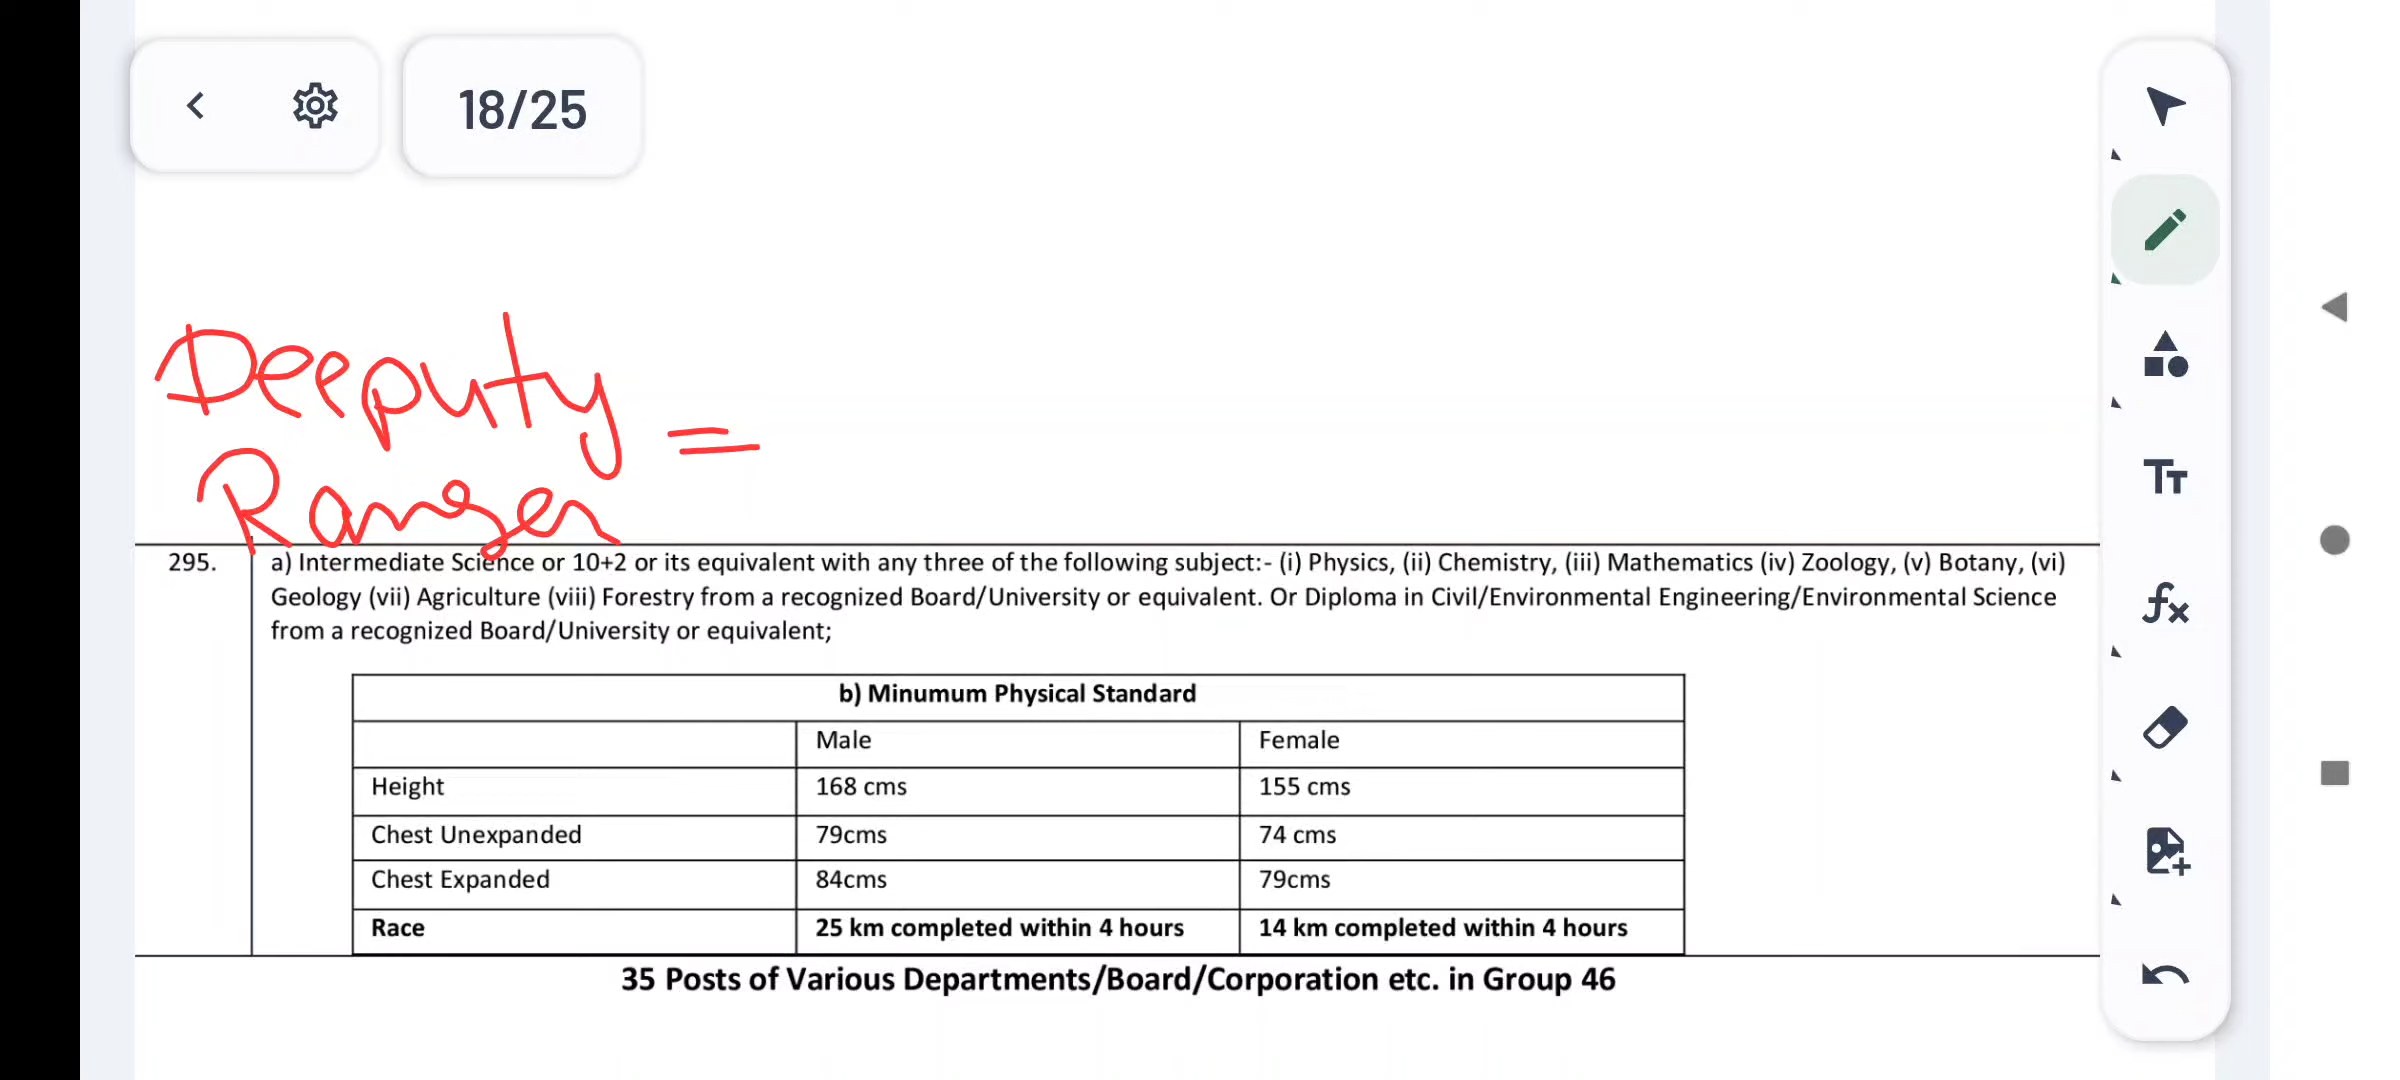 18/25
Deeputy =
Ranger
295. a) Intermediate Science or 10+2 or its equivalent with any three of the following subject:- (i) Physics, (ii) Chemistry, (iii) Mathematics (iv) Zoology, (v) Botany, (vi)
Geology (vii) Agriculture (viii) Forestry from a recognized Board/University or equivalent. Or Diploma in Civil/Environmental Engineering/Environmental Science
from a recognized Board/University or equivalent;
b) Minumum Physical Standard
Male Female
Height 168 cms 155 cms
Chest Unexpanded 79cms 74 cms
Chest Expanded 84cms 79cms
Race 25 km completed within 4 hours 14 km completed within 4 hours
35 Posts of Various Departments/Board/Corporation etc. in Group 46
TT
fx